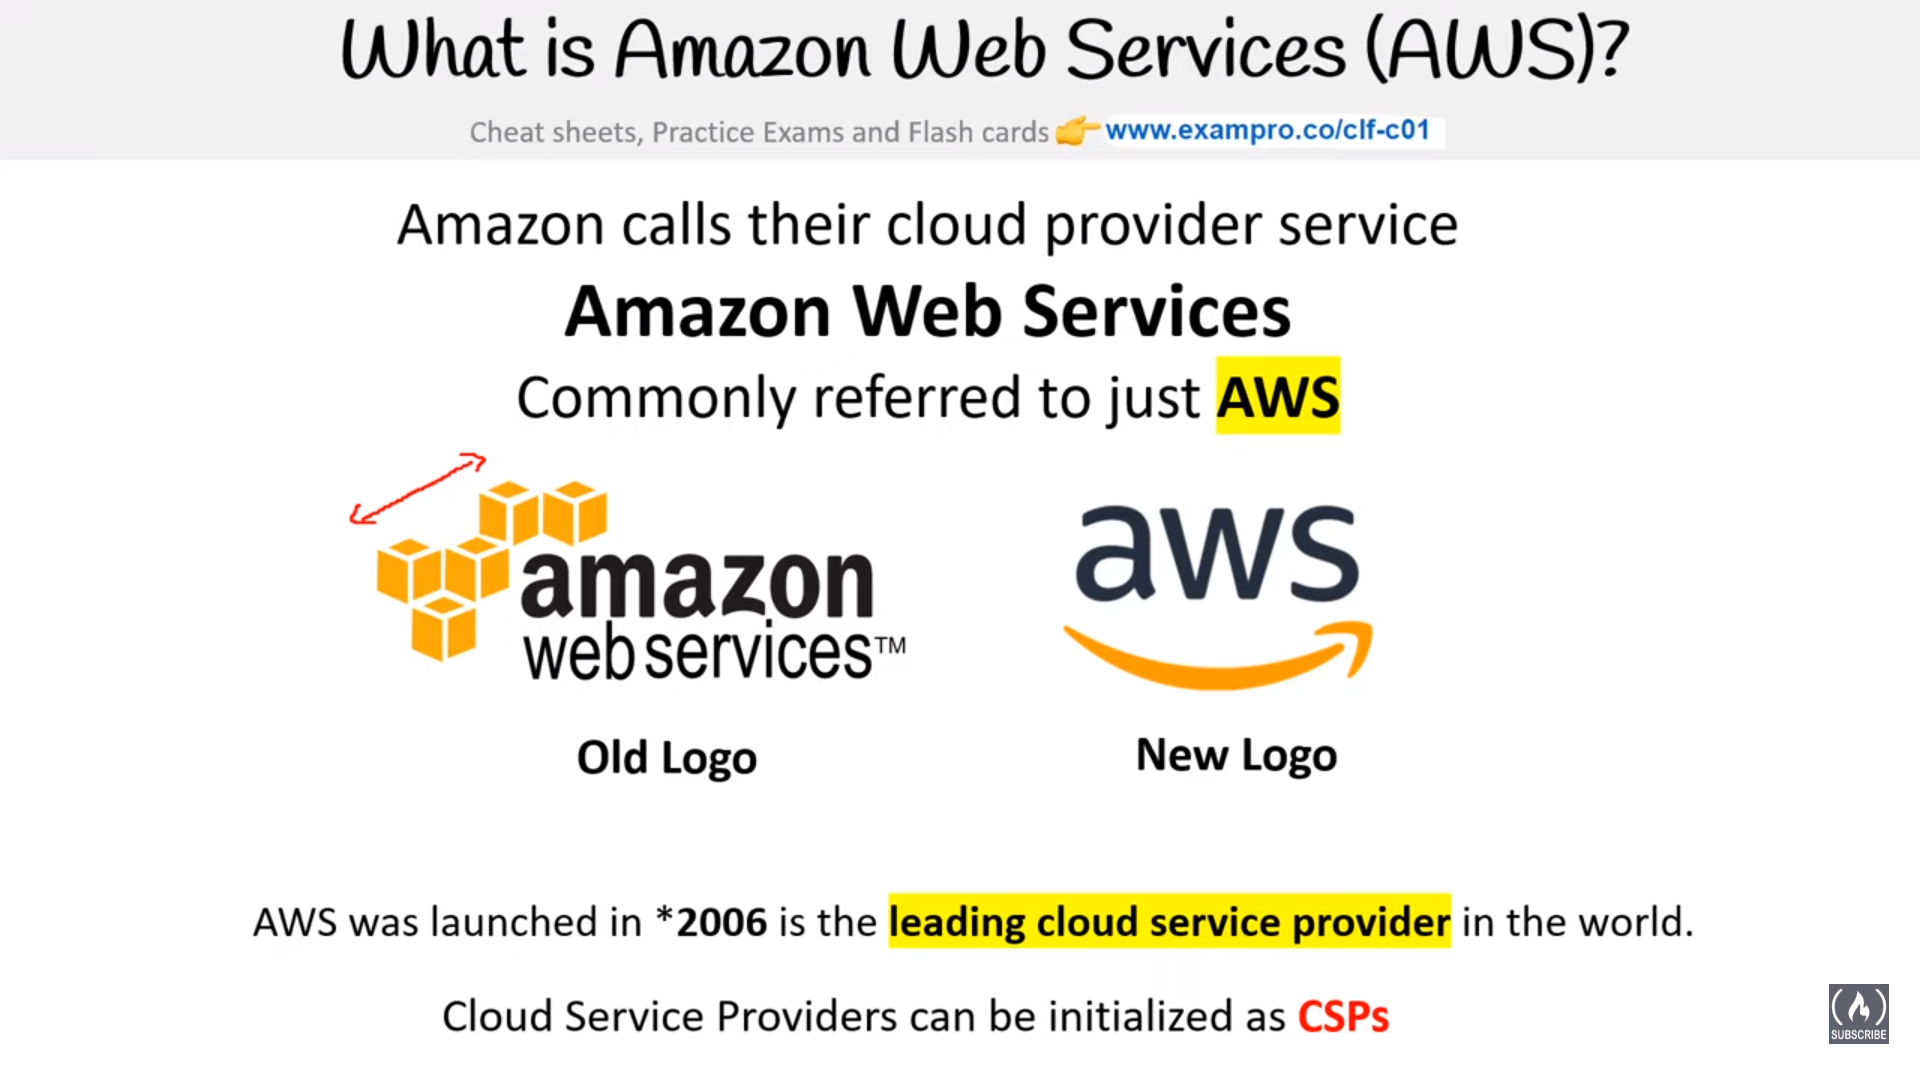 What is Amazon Web Services (AWS)?
Cheat sheets, Practice Exams and Flash cards 👉 www.exampro.co/clf-c01
Amazon calls their cloud provider service
Amazon Web Services
Commonly referred to just AWS
amazon
web services™
aws
Old Logo
New Logo
AWS was launched in *2006 is the leading cloud service provider in the world.
Cloud Service Providers can be initialized as CSPs
SUBSCRIBE